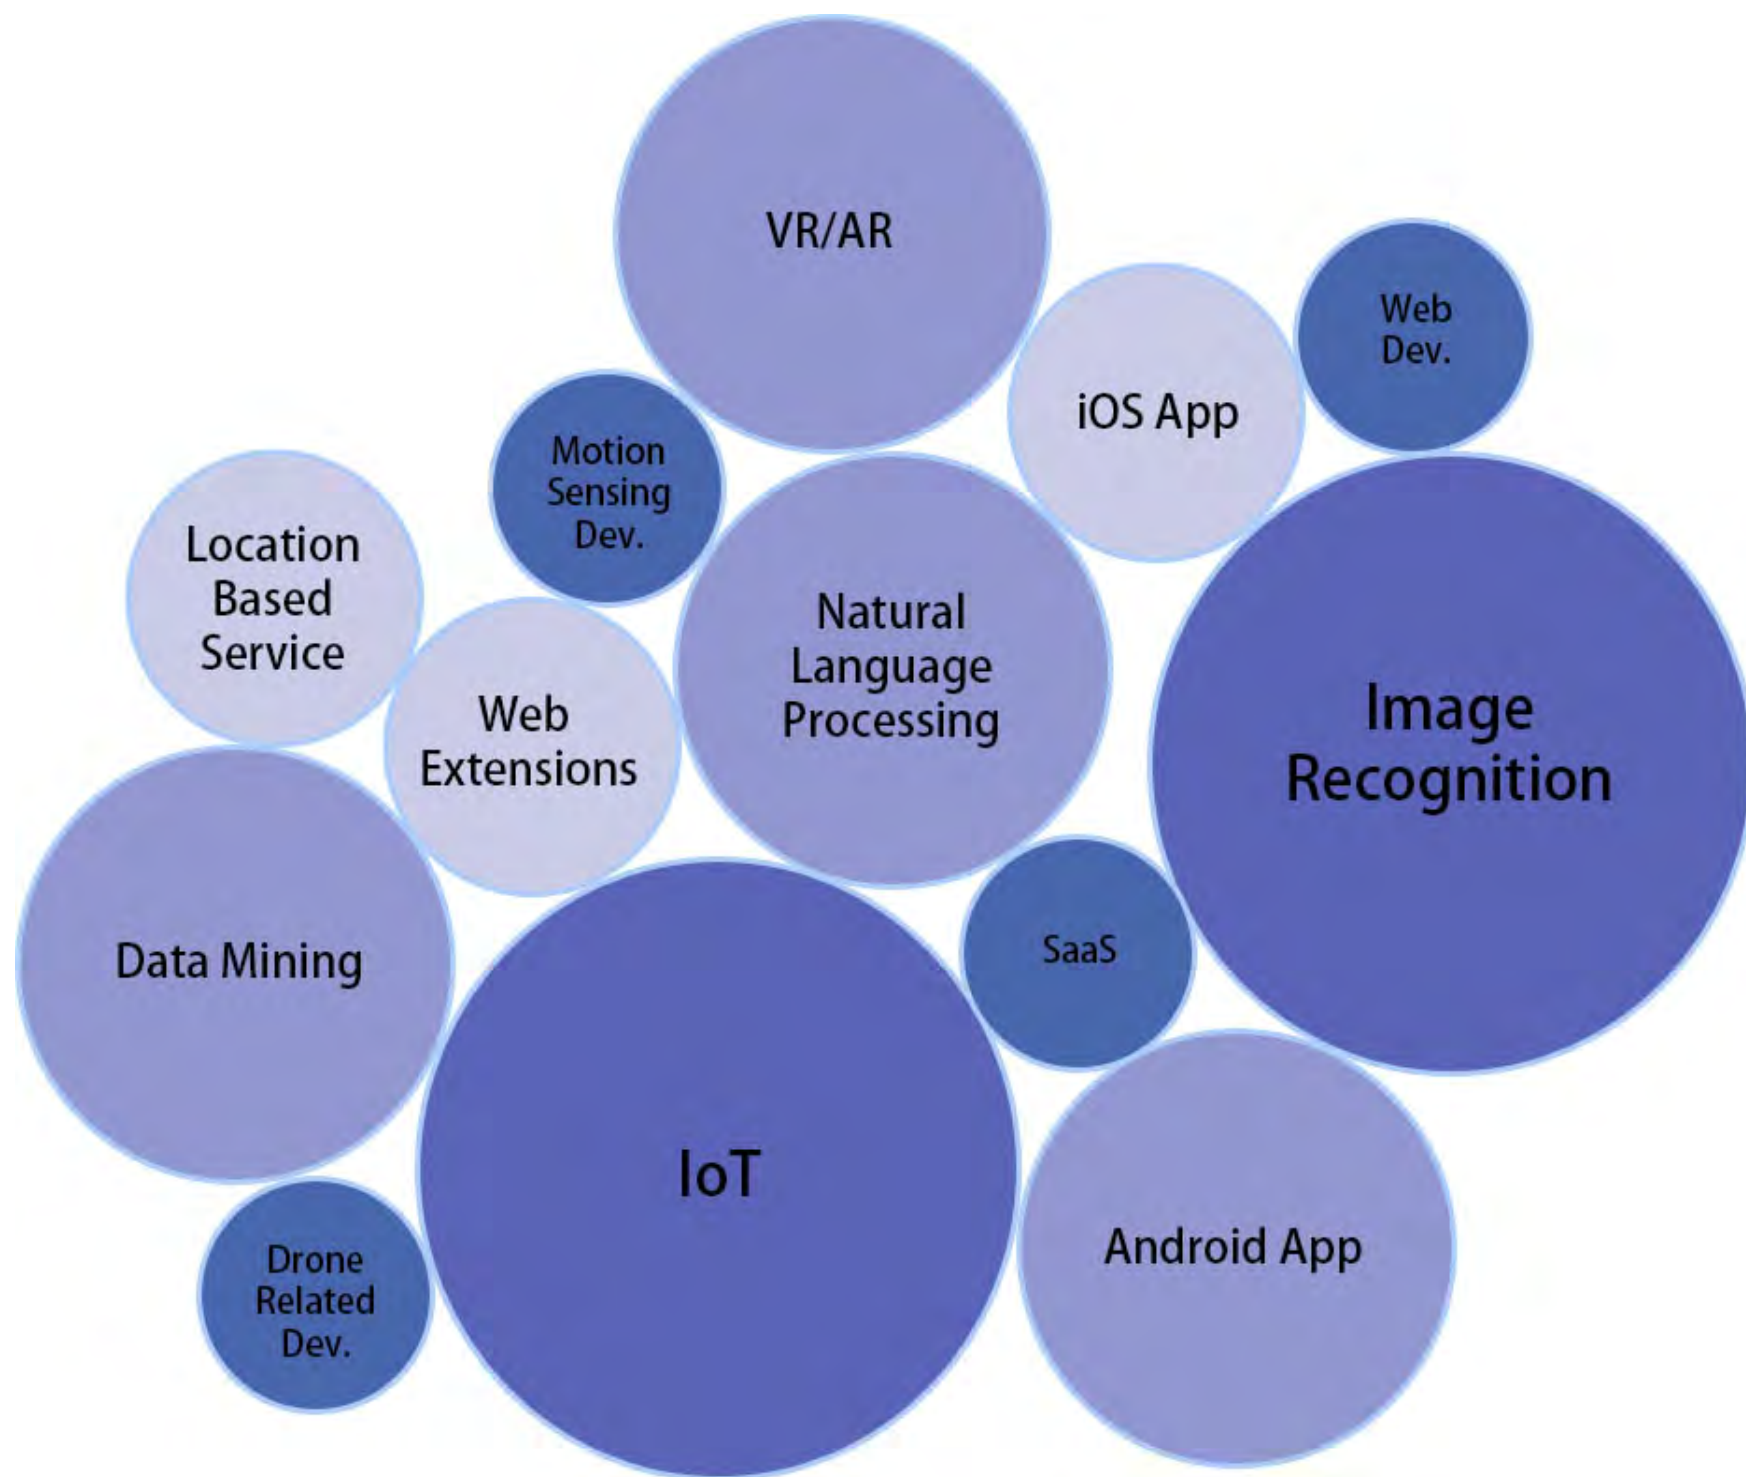 VR/AR
Web
Dev.
iOS App
Motion
Sensing
Dev.
Location
Based
Service
Natural
Language
Processing
Web
Extensions
Image
Recognition
Data Mining
SaaS
IoT
Android App
Drone
Related
Dev.